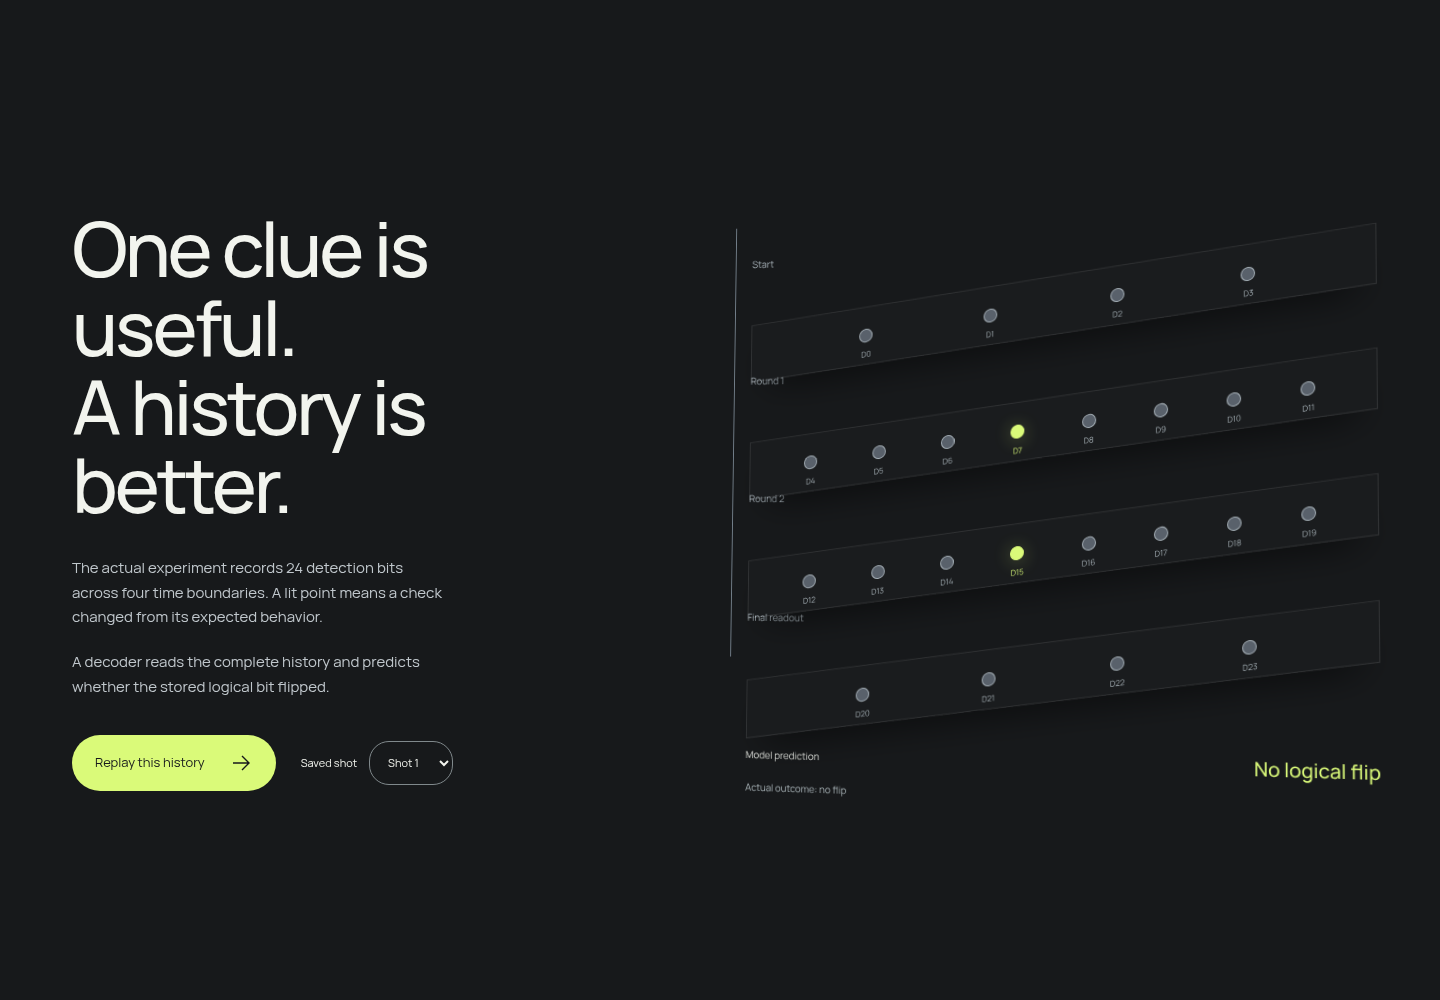 One clue is
useful.
A history is
better.
The actual experiment records 24 detection bits
across four time boundaries. A lit point means a check
changed from its expected behavior.
A decoder reads the complete history and predicts
whether the stored logical bit flipped.
Replay this history
Saved shot
Shot 1
Start
D0 D1 D2 D3
Round 1
D4 D5 D6 D7 D8 D9 D10 D11
Round 2
D12 D13 D14 D15 D16 D17 D18 D19
Final readout
D20 D21 D22 D23
Model prediction
No logical flip
Actual outcome: no flip